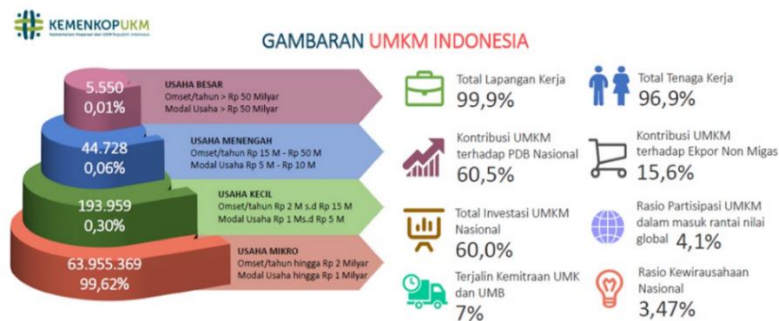 KEMENKOPUKM
Kementerian Koperasi dan UKM Republik Indonesia
GAMBARAN UMKM INDONESIA
5.550
0,01%
USAHA BESAR
Omset/tahun > Rp 50 Milyar
Modal Usaha > Rp 50 Milyar
44.728
0,06%
USAHA MENENGAH
Omset/tahun Rp 15 M - Rp 50 M
Modal Usaha Rp 5 M - Rp 10 M
193.959
0,30%
USAHA KECIL
Omset/tahun Rp 2 M s.d Rp 15 M
Modal Usaha Rp 1 Ms.d Rp 5 M
63.955.369
99,62%
USAHA MIKRO
Omset/tahun hingga Rp 2 Milyar
Modal Usaha hingga Rp 1 Milyar
Total Lapangan Kerja
99,9%
Total Tenaga Kerja
96,9%
Kontribusi UMKM
terhadap PDB Nasional
60,5%
Kontribusi UMKM
terhadap Ekpor Non Migas
15,6%
Total Investasi UMKM
Nasional
60,0%
Rasio Partisipasi UMKM
dalam masuk rantai nilai
global 4,1%
Terjalin Kemitraan UMK
dan UMB
7%
Rasio Kewirausahaan
Nasional
3,47%